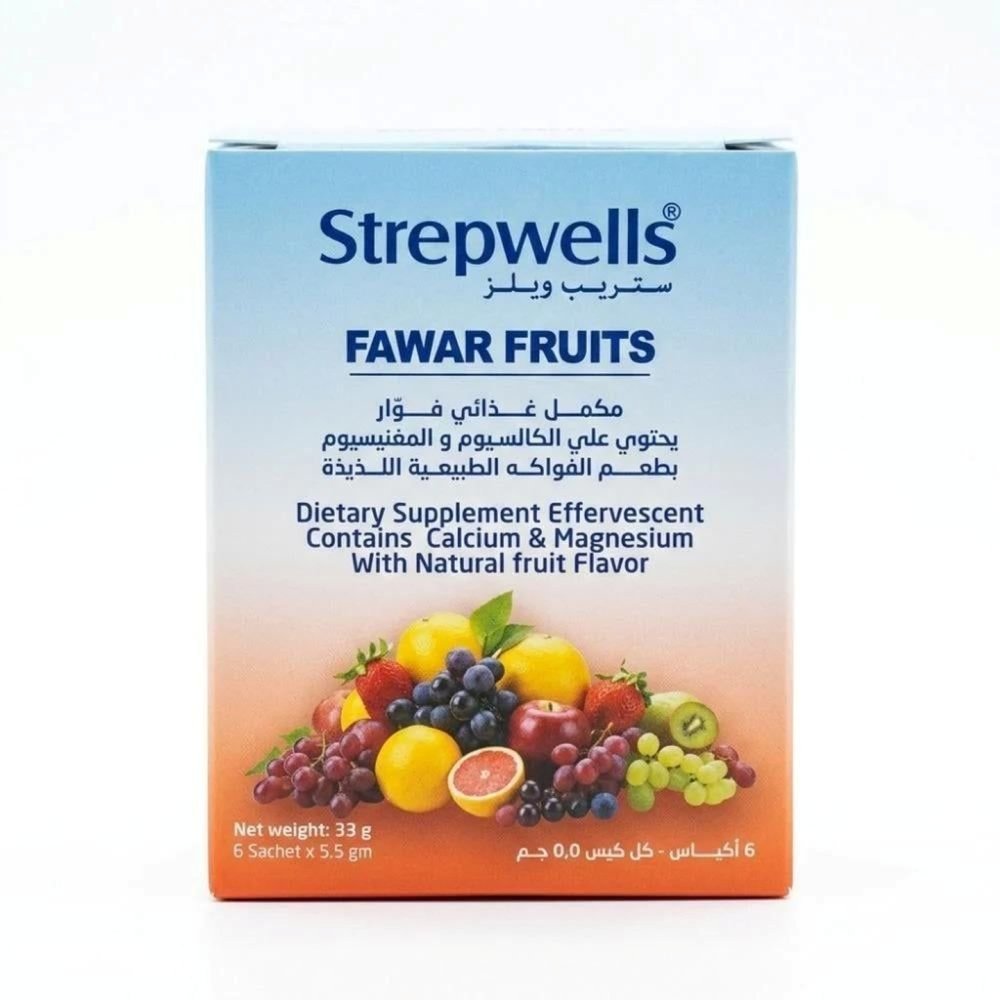 Strepwells®
ستريب ويلز
FAWAR FRUITS
مكمل غذائي فوّار
يحتوي علي الكالسيوم و المغنيسيوم
بطعم الفواكه الطبيعية اللذيذة
Dietary Supplement Effervescent
Contains Calcium & Magnesium
With Natural fruit Flavor
Net weight: 33 g
6 Sachet x 5.5 gm
6 أكياس - كل كيس 0,0 جم